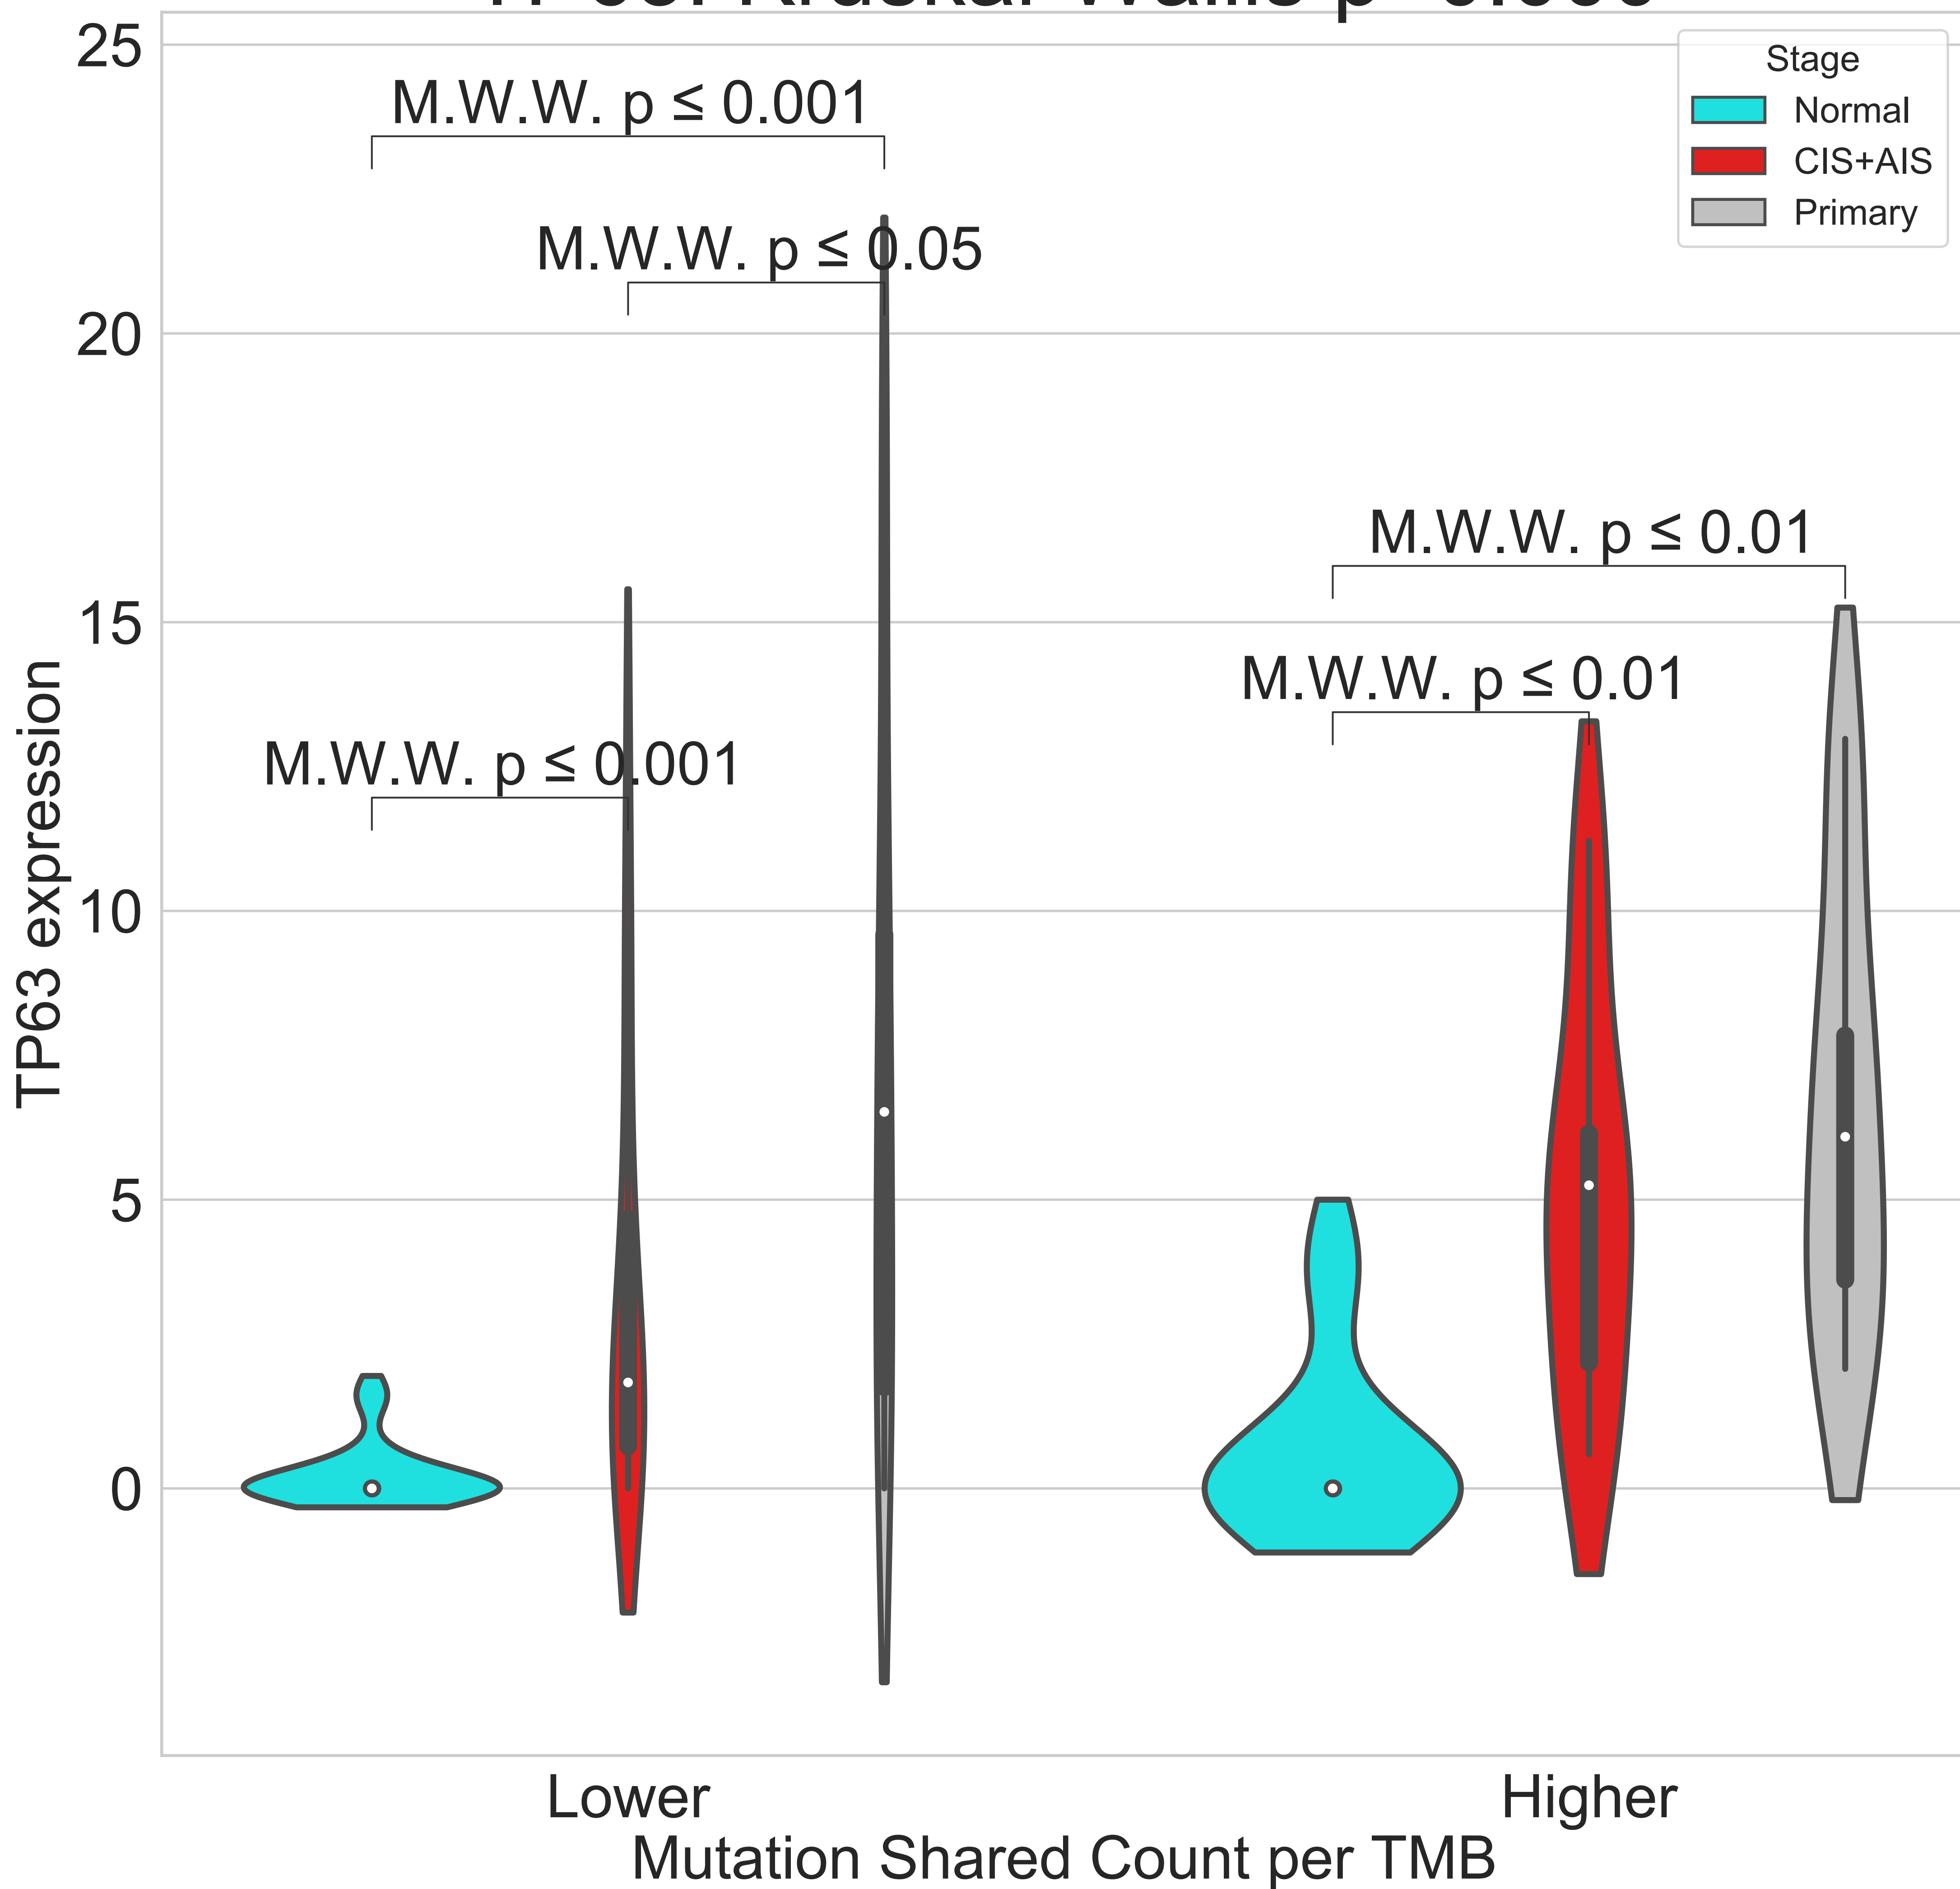 25
20
15
10
5
0
TP63 expression
M.W.W. p ≤ 0.001
M.W.W. p ≤ 0.05
M.W.W. p ≤ 0.001
M.W.W. p ≤ 0.01
M.W.W. p ≤ 0.01
Stage
Normal
CIS+AIS
Primary
Lower
Higher
Mutation Shared Count per TMB